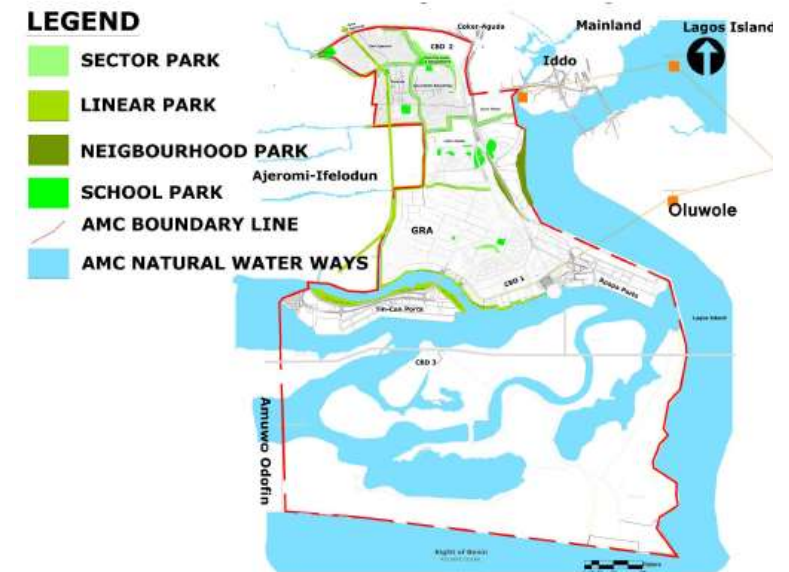 LEGEND
SECTOR PARK
LINEAR PARK
NEIGBOURHOOD PARK
SCHOOL PARK
AMC BOUNDARY LINE
AMC NATURAL WATER WAYS
Coker-Aguda
Mainland
Lagos Island
CBD 2
Iddo
Ajeromi-Ifelodun
Oluwole
GRA
CBD 1
Apapa Ports
Tin-Can Ports
Lagos Island
CBD 3
Amuwo Odofin
Bight of Benin